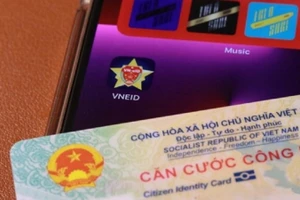 Music
VNEID
CỘNG HÒA XÃ HỘI CHỦ NGHĨA VIỆT
Độc lập - Tự do - Hạnh phúc
SOCIALIST REPUBLIC OF VIET NAM
Independence - Freedom - Happiness
CĂN CƯỚC CÔNG
Citizen Identity Card